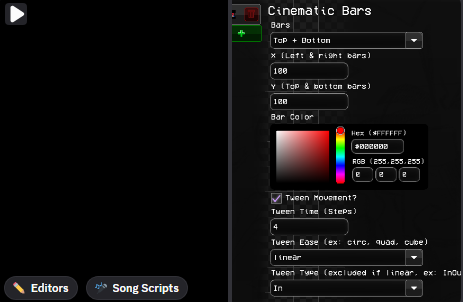 Cinematic Bars
Bars
Top + Bottom
X (Left & right bars)
100
Y (Top & bottom bars)
100
Bar Color
Hex (#FFFFFF)
#000000
RGB (255,255,255)
0 0 0
Tween Movement?
Tween Time (Steps)
4
Tween Ease (ex: circ, quad, cube)
linear
Tween Type (excluded if linear, ex: InOu
In
Editors
Song Scripts